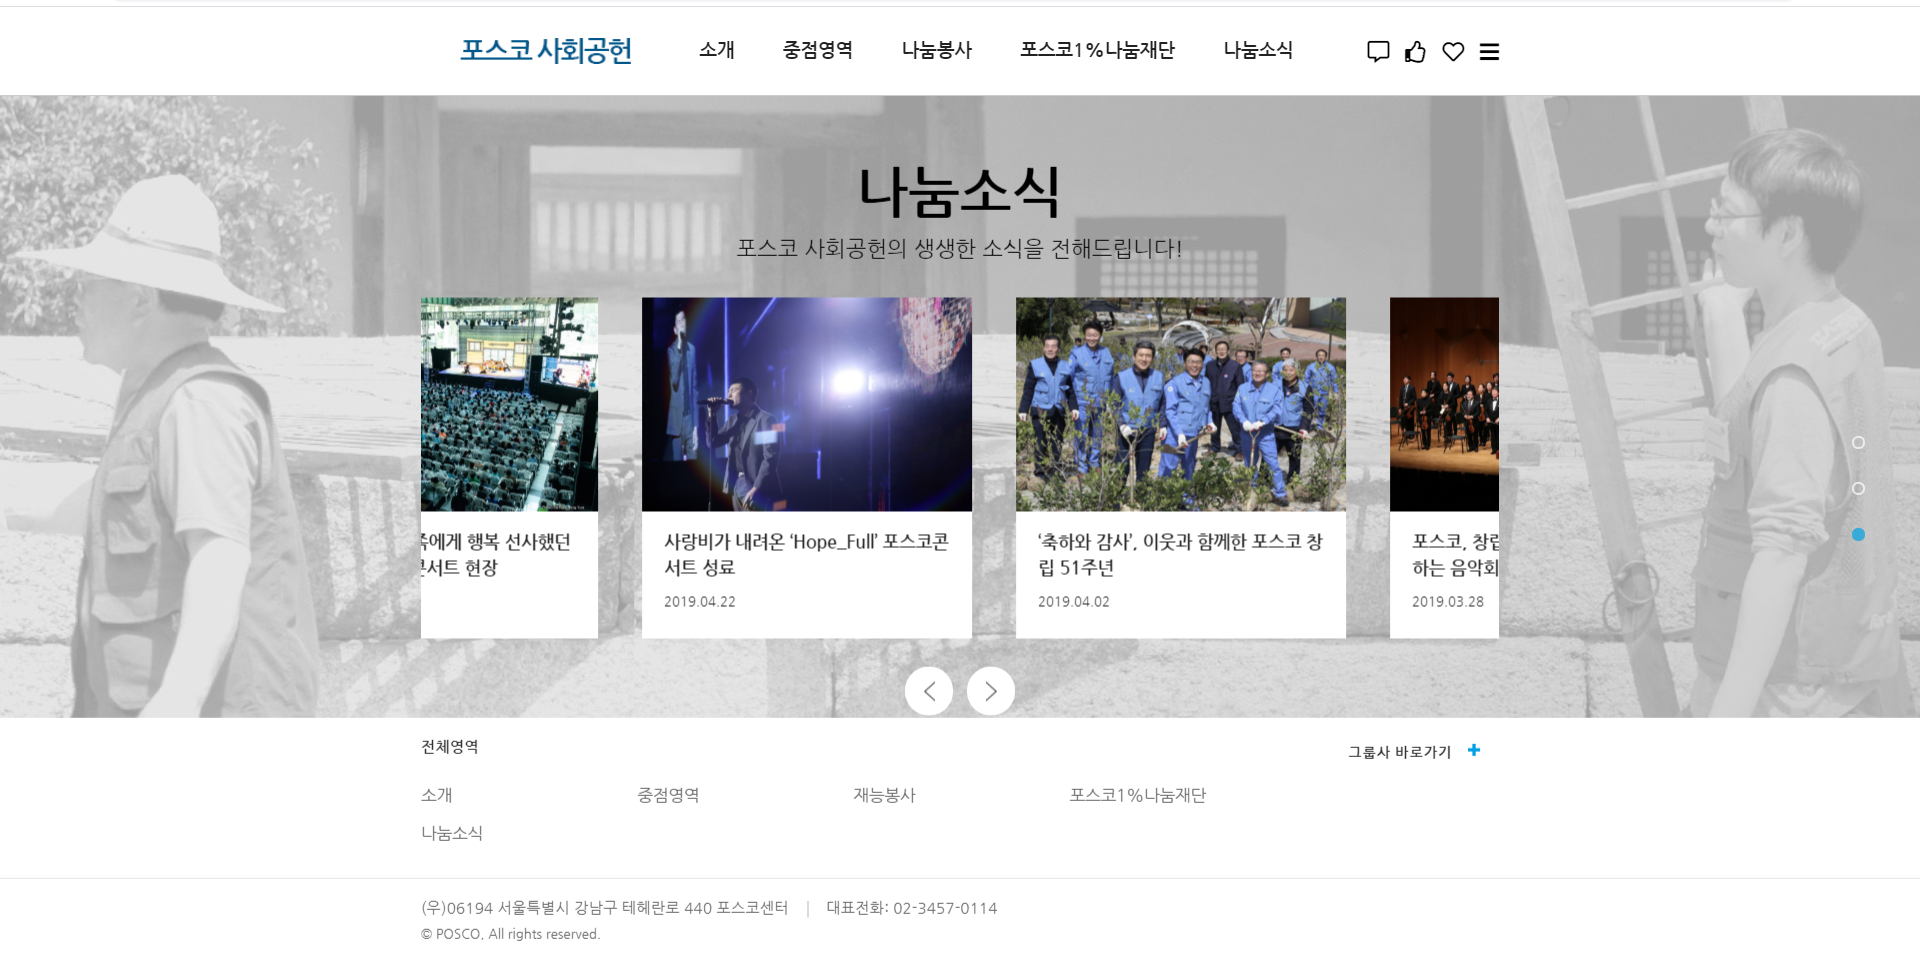 포스코 사회공헌
소개
중점영역
나눔봉사
포스코1%나눔재단
나눔소식
나눔소식
포스코 사회공헌의 생생한 소식을 전해드립니다!
행복 선사했던
현장
사랑비가 내려온 ‘Hope_Full’ 포스코콘
서트 성료
2019.04.22
‘축하와 감사’, 이웃과 함께한 포스코 창
립 51주년
2019.04.02
포스코, 창립
하는 음악회
2019.03.28
전체영역
그룹사 바로가기
소개
중점영역
재능봉사
포스코1%나눔재단
나눔소식
(우)06194 서울특별시 강남구 테헤란로 440 포스코센터 | 대표전화: 02-3457-0114
© POSCO, All rights reserved.